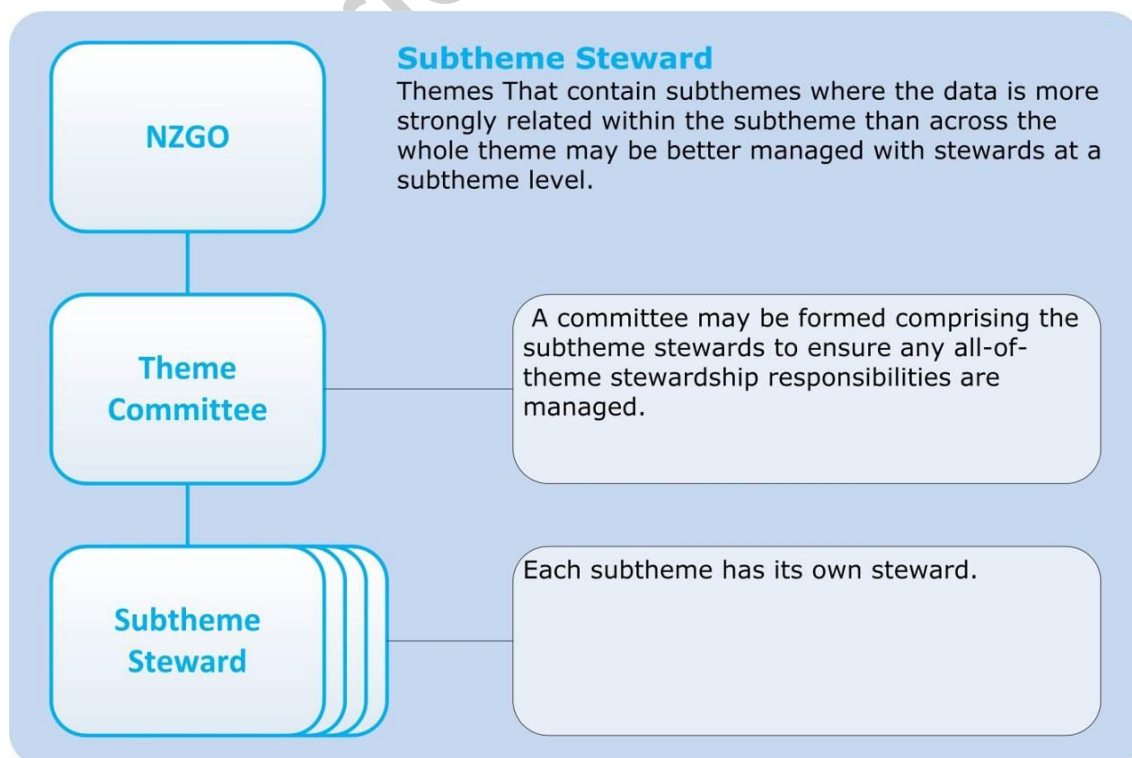 Subtheme Steward
Themes That contain subthemes where the data is more
strongly related within the subtheme than across the
whole theme may be better managed with stewards at a
subtheme level.
NZGO
Theme
Committee
A committee may be formed comprising the
subtheme stewards to ensure any all-of-
theme stewardship responsibilities are
managed.
Subtheme
Steward
Each subtheme has its own steward.